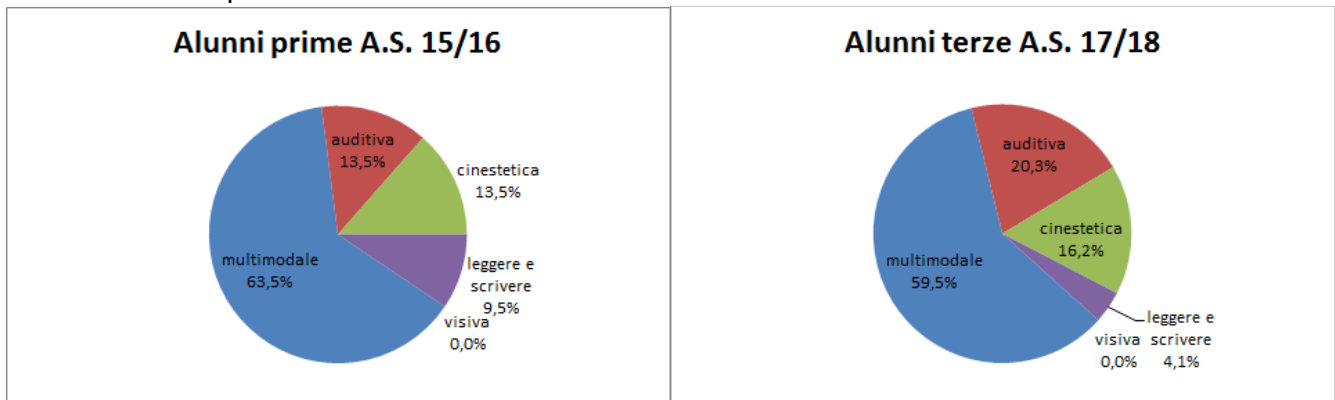 Alunni prime A.S. 15/16
auditiva
13,5%
cinestetica
13,5%
multimodale
63,5%
leggere e
scrivere
9,5%
visiva
0,0%
Alunni terze A.S. 17/18
auditiva
20,3%
cinestetica
16,2%
multimodale
59,5%
leggere e
scrivere
4,1%
visiva
0,0%